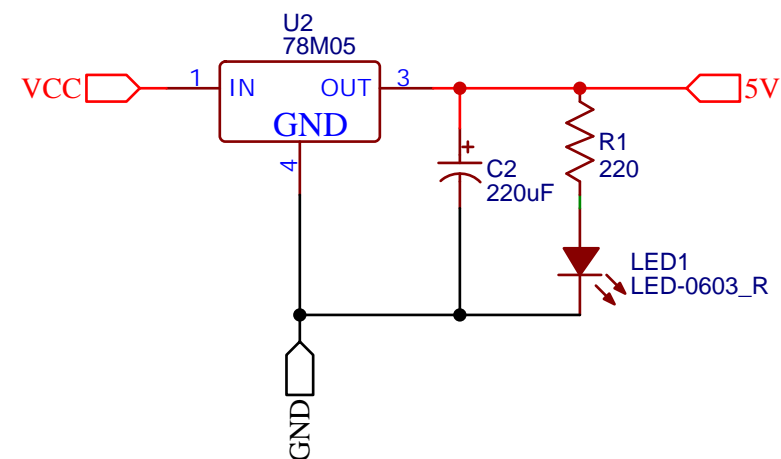 U2
78M05
VCC
1
IN
OUT
3
5V
GND
4
+
C2
220uF
R1
220
LED1
LED-0603_R
GND